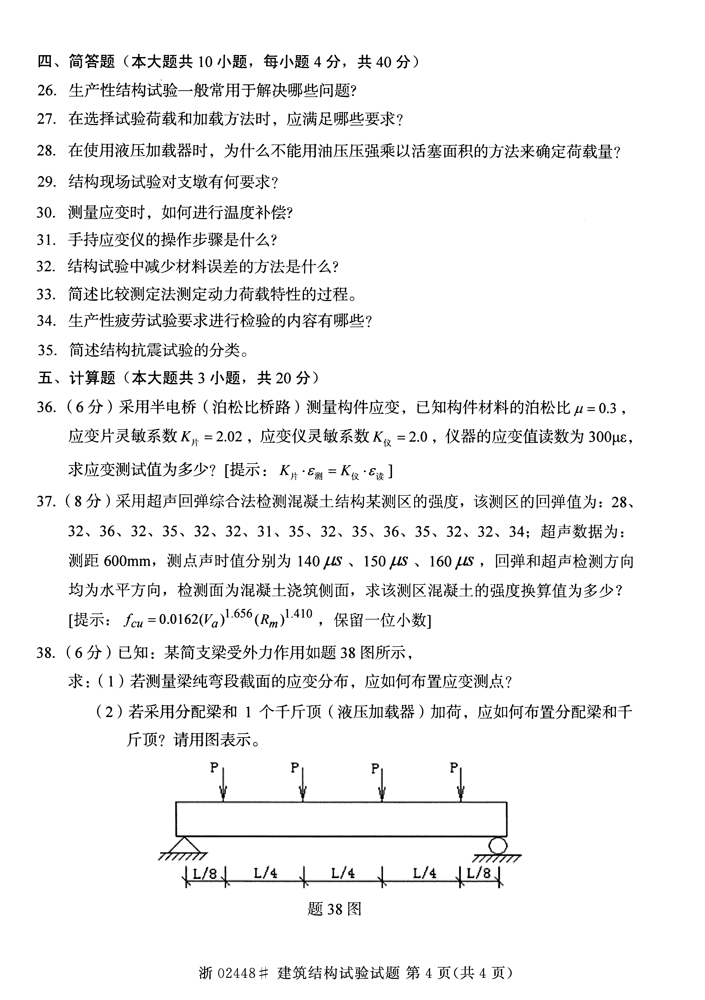 四、简答题（本大题共 10 小题，每小题 4 分，共 40 分）
26. 生产性结构试验一般常用于解决哪些问题?
27. 在选择试验荷载和加载方法时，应满足哪些要求?
28. 在使用液压加载器时，为什么不能用油压压强乘以活塞面积的方法来确定荷载量?
29. 结构现场试验对支墩有何要求?
30. 测量应变时，如何进行温度补偿?
31. 手持应变仪的操作步骤是什么?
32. 结构试验中减少材料误差的方法是什么?
33. 简述比较测定法测定动力荷载特性的过程。
34. 生产性疲劳试验要求进行检验的内容有哪些?
35. 简述结构抗震试验的分类。
五、计算题（本大题共 3 小题，共 20 分）
36.（6 分）采用半电桥（泊松比桥路）测量构件应变，已知构件材料的泊松比 μ = 0.3，
应变片灵敏系数 K片 = 2.02，应变仪灵敏系数 K仪 = 2.0，仪器的应变值读数为 300με，
求应变测试值为多少? [提示： K片 · ε测 = K仪 · ε读 ]
37.（8 分）采用超声回弹综合法检测混凝土结构某测区的强度，该测区的回弹值为：28、
32、36、32、35、32、32、31、35、32、35、36、35、32、32、34；超声数据为：
测距 600mm，测点声时值分别为 140 μs 、150 μs 、160 μs ，回弹和超声检测方向
均为水平方向，检测面为混凝土浇筑侧面，求该测区混凝土的强度换算值为多少?
[提示： fcu = 0.0162(Va)^1.656 (Rm)^1.410 ，保留一位小数]
38.（6 分）已知：某简支梁受外力作用如题 38 图所示，
求：（1）若测量梁纯弯段截面的应变分布，应如何布置应变测点?
（2）若采用分配梁和 1 个千斤顶（液压加载器）加荷，应如何布置分配梁和千
斤顶? 请用图表示。
P P P P
L/8 L/4 L/4 L/4 L/8
题 38 图
浙 02448# 建筑结构试验试题 第 4 页(共 4 页)